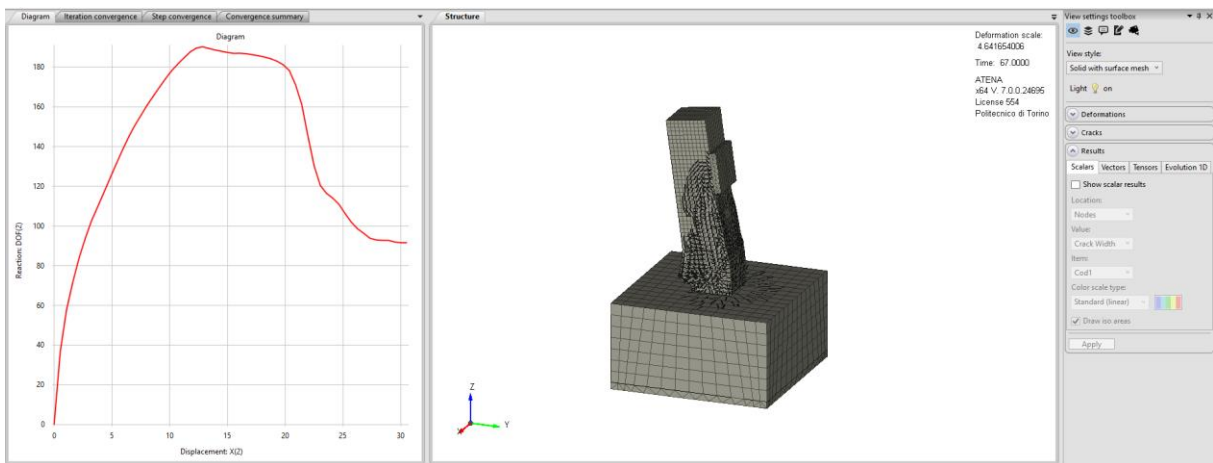 Diagram Iteration convergence Step convergence Convergence summary
Diagram
180
160
140
120
100
80
60
40
20
0
0 5 10 15 20 25 30
Reaction: DOF(2)
Displacement: X(2)
Structure
Deformation scale:
4.641654006
Time: 67.0000
ATENA
x64 V. 7.0.0.24695
License 554
Politecnico di Torino
Z
Y
View settings toolbox
View style:
Solid with surface mesh
Light on
Deformations
Cracks
Results
Scalars Vectors Tensors Evolution 1D
Show scalar results
Location:
Nodes
Value:
Crack Width
Item:
Cod1
Color scale type:
Standard (linear)
Draw iso areas
Apply